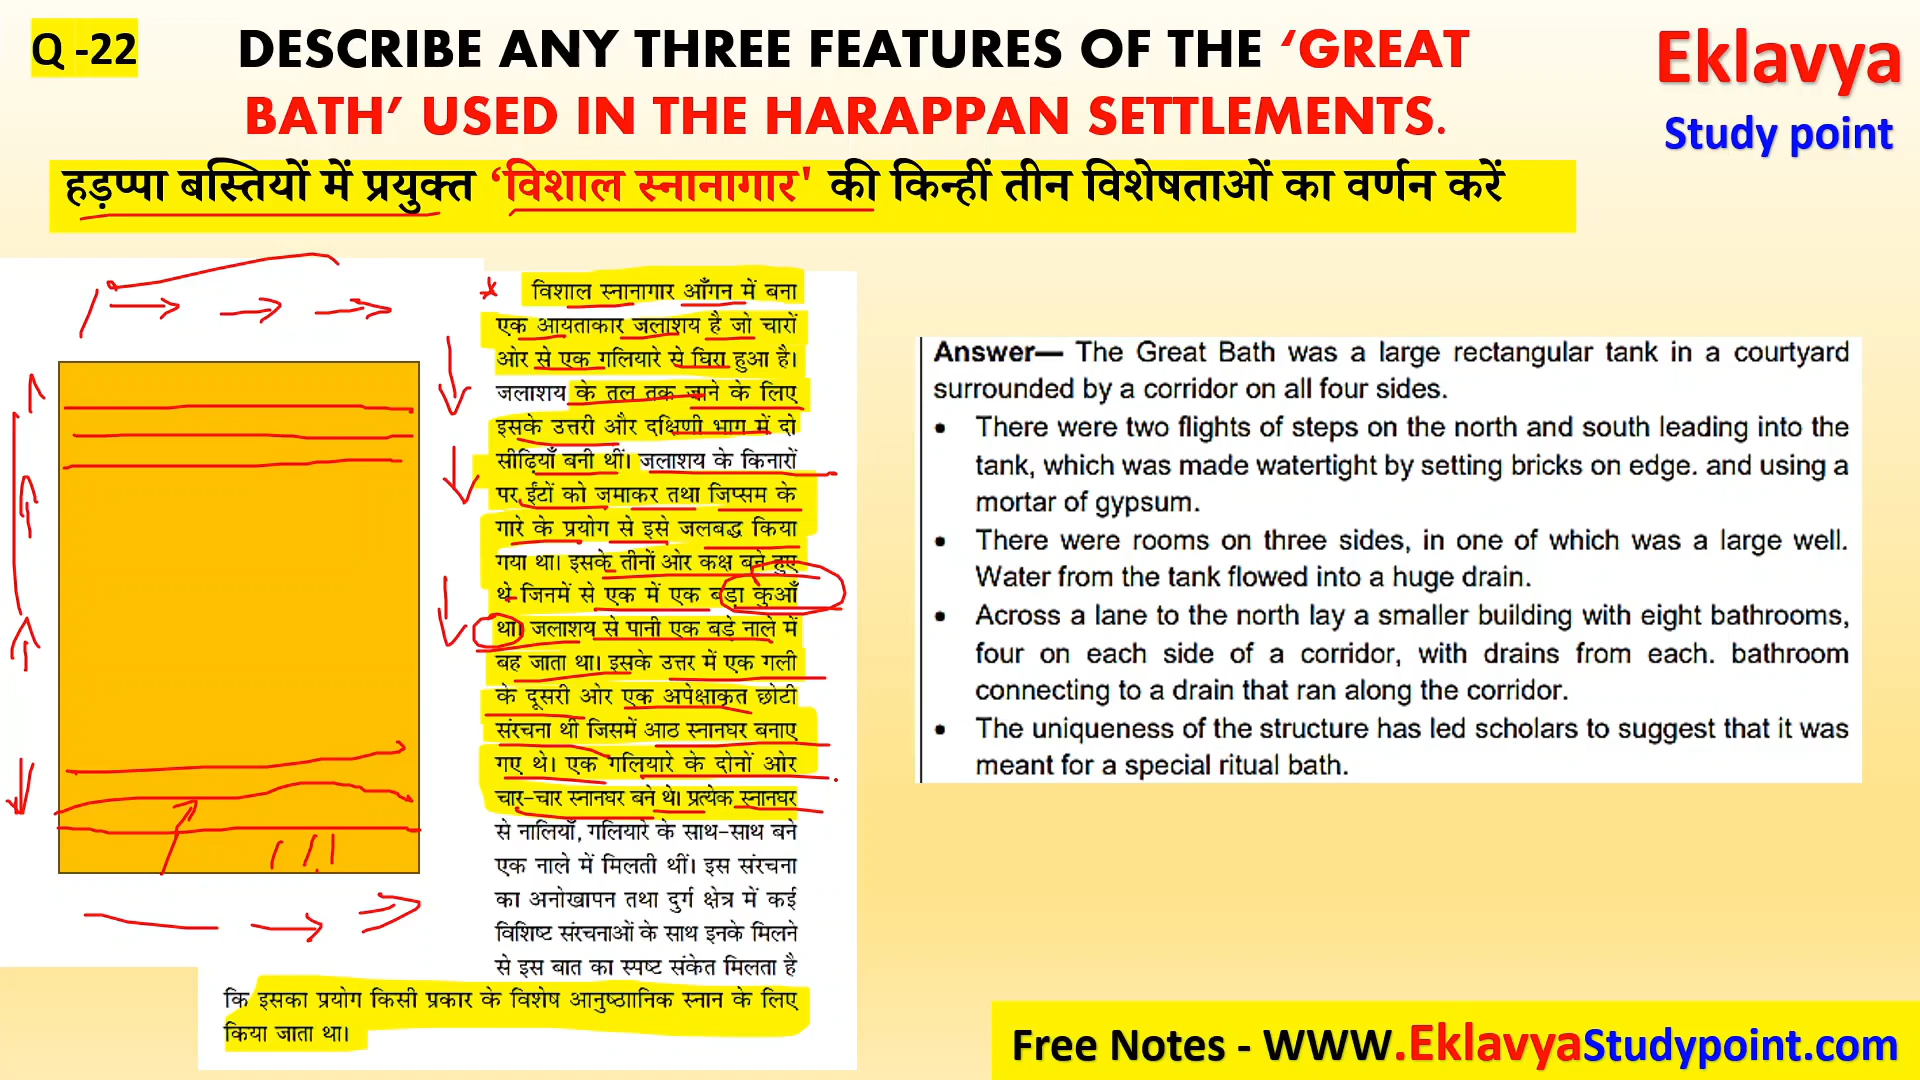 Q -22
DESCRIBE ANY THREE FEATURES OF THE ‘GREAT
BATH’ USED IN THE HARAPPAN SETTLEMENTS.
Eklavya
Study point
हड़प्पा बस्तियों में प्रयुक्त ‘विशाल स्नानागार' की किन्हीं तीन विशेषताओं का वर्णन करें
विशाल स्नानागार आँगन में बना
एक आयताकार जलाशय है जो चारों
ओर से एक गलियारे से घिरा हुआ है।
जलाशय के तल तक जाने के लिए
इसके उत्तरी और दक्षिणी भाग में दो
सीढ़ियाँ बनी थीं। जलाशय के किनारों
पर ईंटों को जमाकर तथा जिप्सम के
गारे के प्रयोग से इसे जलबद्ध किया
गया था। इसके तीनों ओर कक्ष बने हुए
थे जिनमें से एक में एक बड़ा कुआँ
था। जलाशय से पानी एक बड़े नाले में
बह जाता था। इसके उत्तर में एक गली
के दूसरी ओर एक अपेक्षाकृत छोटी
संरचना थी जिसमें आठ स्नानघर बनाए
गए थे। एक गलियारे के दोनों ओर
चार-चार स्नानघर बने थे। प्रत्येक स्नानघर
से नालियाँ, गलियारे के साथ-साथ बने
एक नाले में मिलती थीं। इस संरचना
का अनोखापन तथा दुर्ग क्षेत्र में कई
विशिष्ट संरचनाओं के साथ इनके मिलने
से इस बात का स्पष्ट संकेत मिलता है
कि इसका प्रयोग किसी प्रकार के विशेष आनुष्ठाानिक स्नान के लिए
किया जाता था।
Answer— The Great Bath was a large rectangular tank in a courtyard
surrounded by a corridor on all four sides.
• There were two flights of steps on the north and south leading into the
tank, which was made watertight by setting bricks on edge. and using a
mortar of gypsum.
• There were rooms on three sides, in one of which was a large well.
Water from the tank flowed into a huge drain.
• Across a lane to the north lay a smaller building with eight bathrooms,
four on each side of a corridor, with drains from each. bathroom
connecting to a drain that ran along the corridor.
• The uniqueness of the structure has led scholars to suggest that it was
meant for a special ritual bath.
Free Notes - WWW.EklavyaStudypoint.com